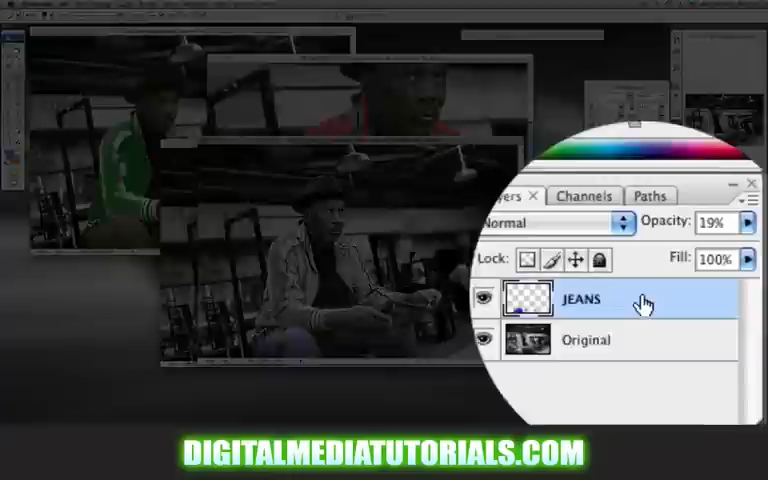 yers × Channels Paths
Normal Opacity: 19%
Lock: Fill: 100%
JEANS
Original
DIGITALMEDIATUTORIALS.COM